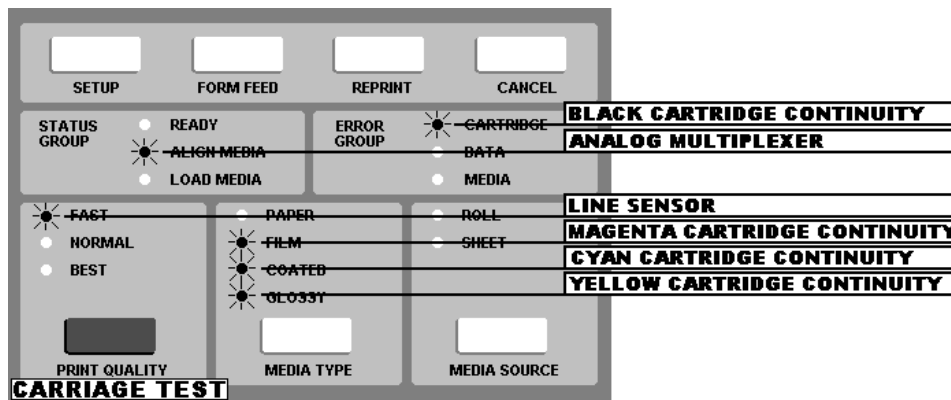 SETUP
FORM FEED
REPRINT
CANCEL
STATUS
GROUP
READY
ALIGN MEDIA
LOAD MEDIA
ERROR
GROUP
CARTRIDGE
DATA
MEDIA
BLACK CARTRIDGE CONTINUITY
ANALOG MULTIPLEXER
FAST
NORMAL
BEST
PRINT QUALITY
PAPER
FILM
COATED
GLOSSY
MEDIA TYPE
ROLL
SHEET
MEDIA SOURCE
LINE SENSOR
MAGENTA CARTRIDGE CONTINUITY
CYAN CARTRIDGE CONTINUITY
YELLOW CARTRIDGE CONTINUITY
CARRIAGE TEST